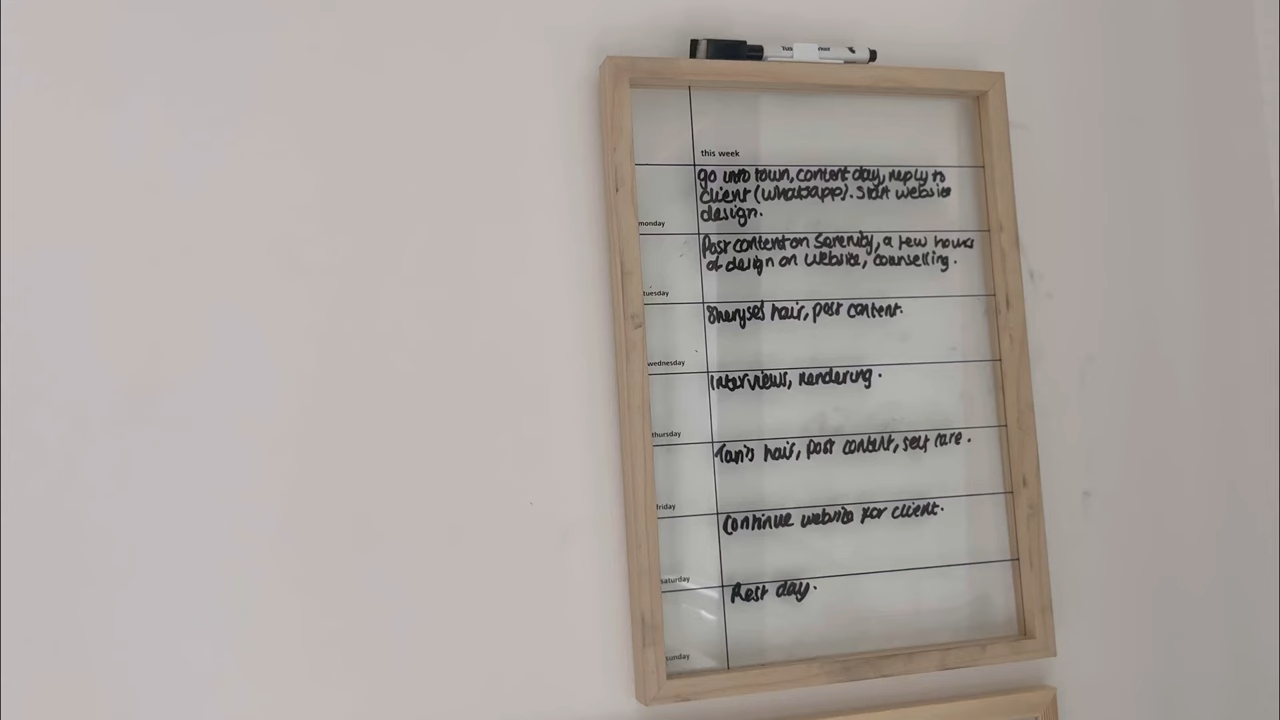 this week
go into town, content day, reply to
client (whatsapp). Start website
design.
monday
Post content on Serenity, a few hours
of design on website, counselling.
tuesday
Sheryse's hair, post content.
wednesday
Interviews, rendering.
thursday
Tan's hair, post content, self care.
friday
Continue website for client.
saturday
Rest day.
sunday